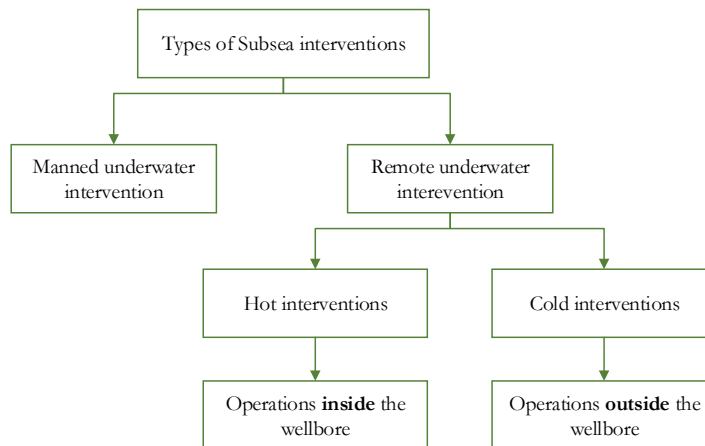 Types of Subsea interventions
Manned underwater
intervention
Remote underwater
interevention
Hot interventions
Cold interventions
Operations inside the
wellbore
Operations outside the
wellbore